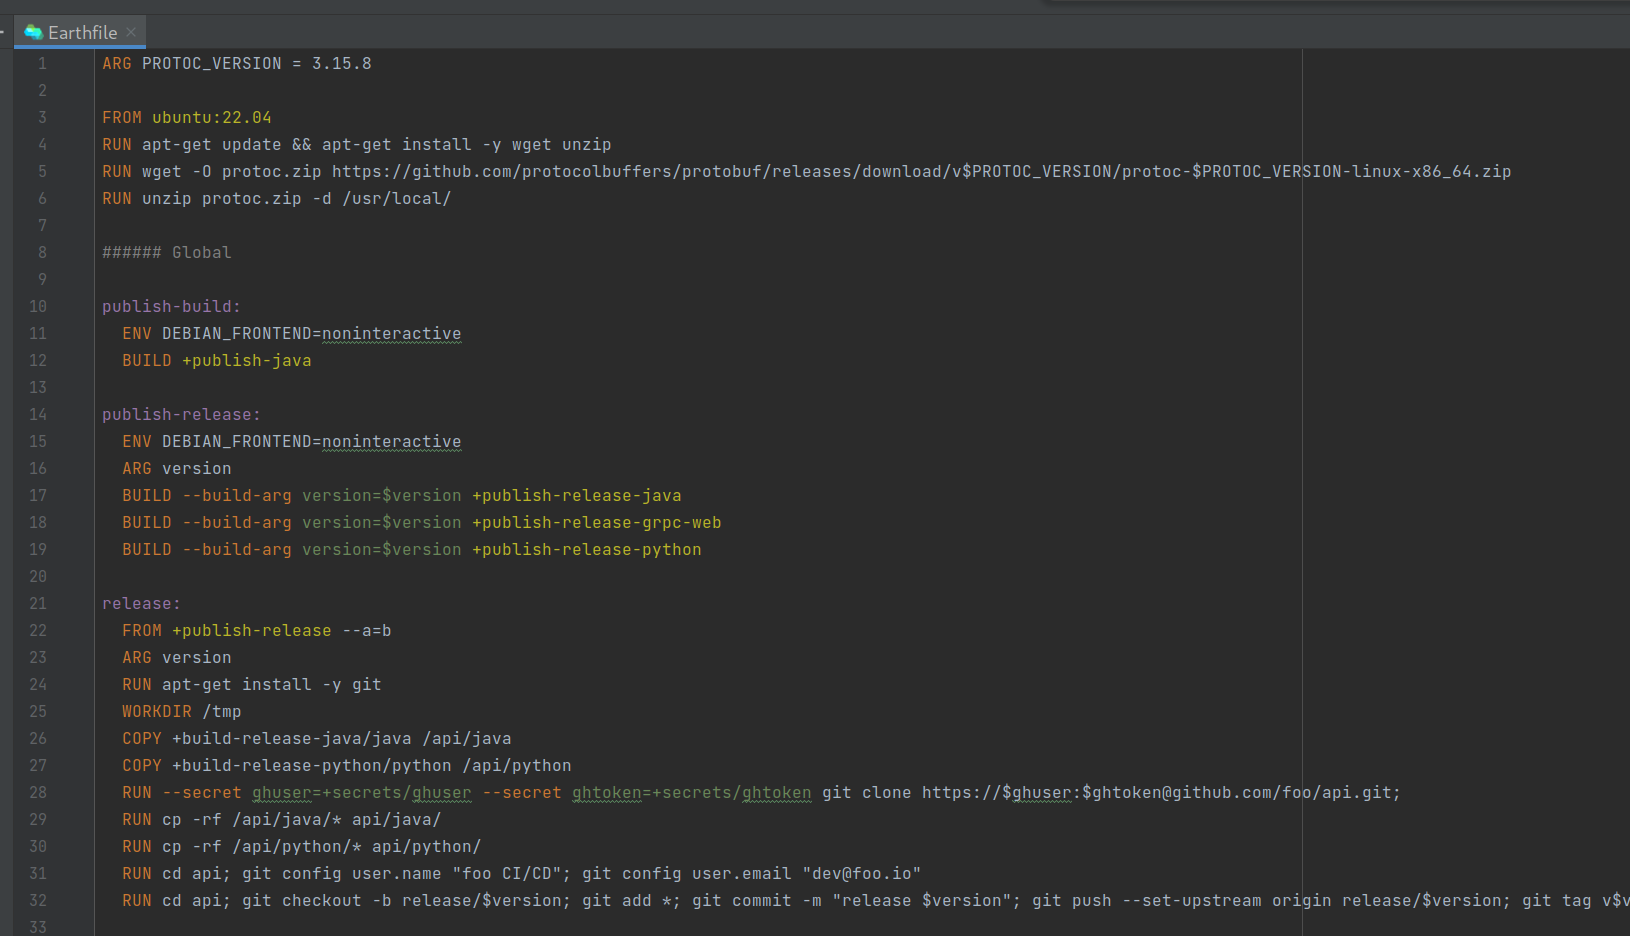 Earthfile
1 ARG PROTOC_VERSION = 3.15.8
2
3 FROM ubuntu:22.04
4 RUN apt-get update && apt-get install -y wget unzip
5 RUN wget -O protoc.zip https://github.com/protocolbuffers/protobuf/releases/download/v$PROTOC_VERSION/protoc-$PROTOC_VERSION-linux-x86_64.zip
6 RUN unzip protoc.zip -d /usr/local/
7
8 ###### Global
9
10 publish-build:
11   ENV DEBIAN_FRONTEND=noninteractive
12   BUILD +publish-java
13
14 publish-release:
15   ENV DEBIAN_FRONTEND=noninteractive
16   ARG version
17   BUILD --build-arg version=$version +publish-release-java
18   BUILD --build-arg version=$version +publish-release-grpc-web
19   BUILD --build-arg version=$version +publish-release-python
20
21 release:
22   FROM +publish-release --a=b
23   ARG version
24   RUN apt-get install -y git
25   WORKDIR /tmp
26   COPY +build-release-java/java /api/java
27   COPY +build-release-python/python /api/python
28   RUN --secret ghuser=+secrets/ghuser --secret ghtoken=+secrets/ghtoken git clone https://$ghuser:$ghtoken@github.com/foo/api.git;
29   RUN cp -rf /api/java/* api/java/
30   RUN cp -rf /api/python/* api/python/
31   RUN cd api; git config user.name "foo CI/CD"; git config user.email "dev@foo.io"
32   RUN cd api; git checkout -b release/$version; git add *; git commit -m "release $version"; git push --set-upstream origin release/$version; git tag v$v
33